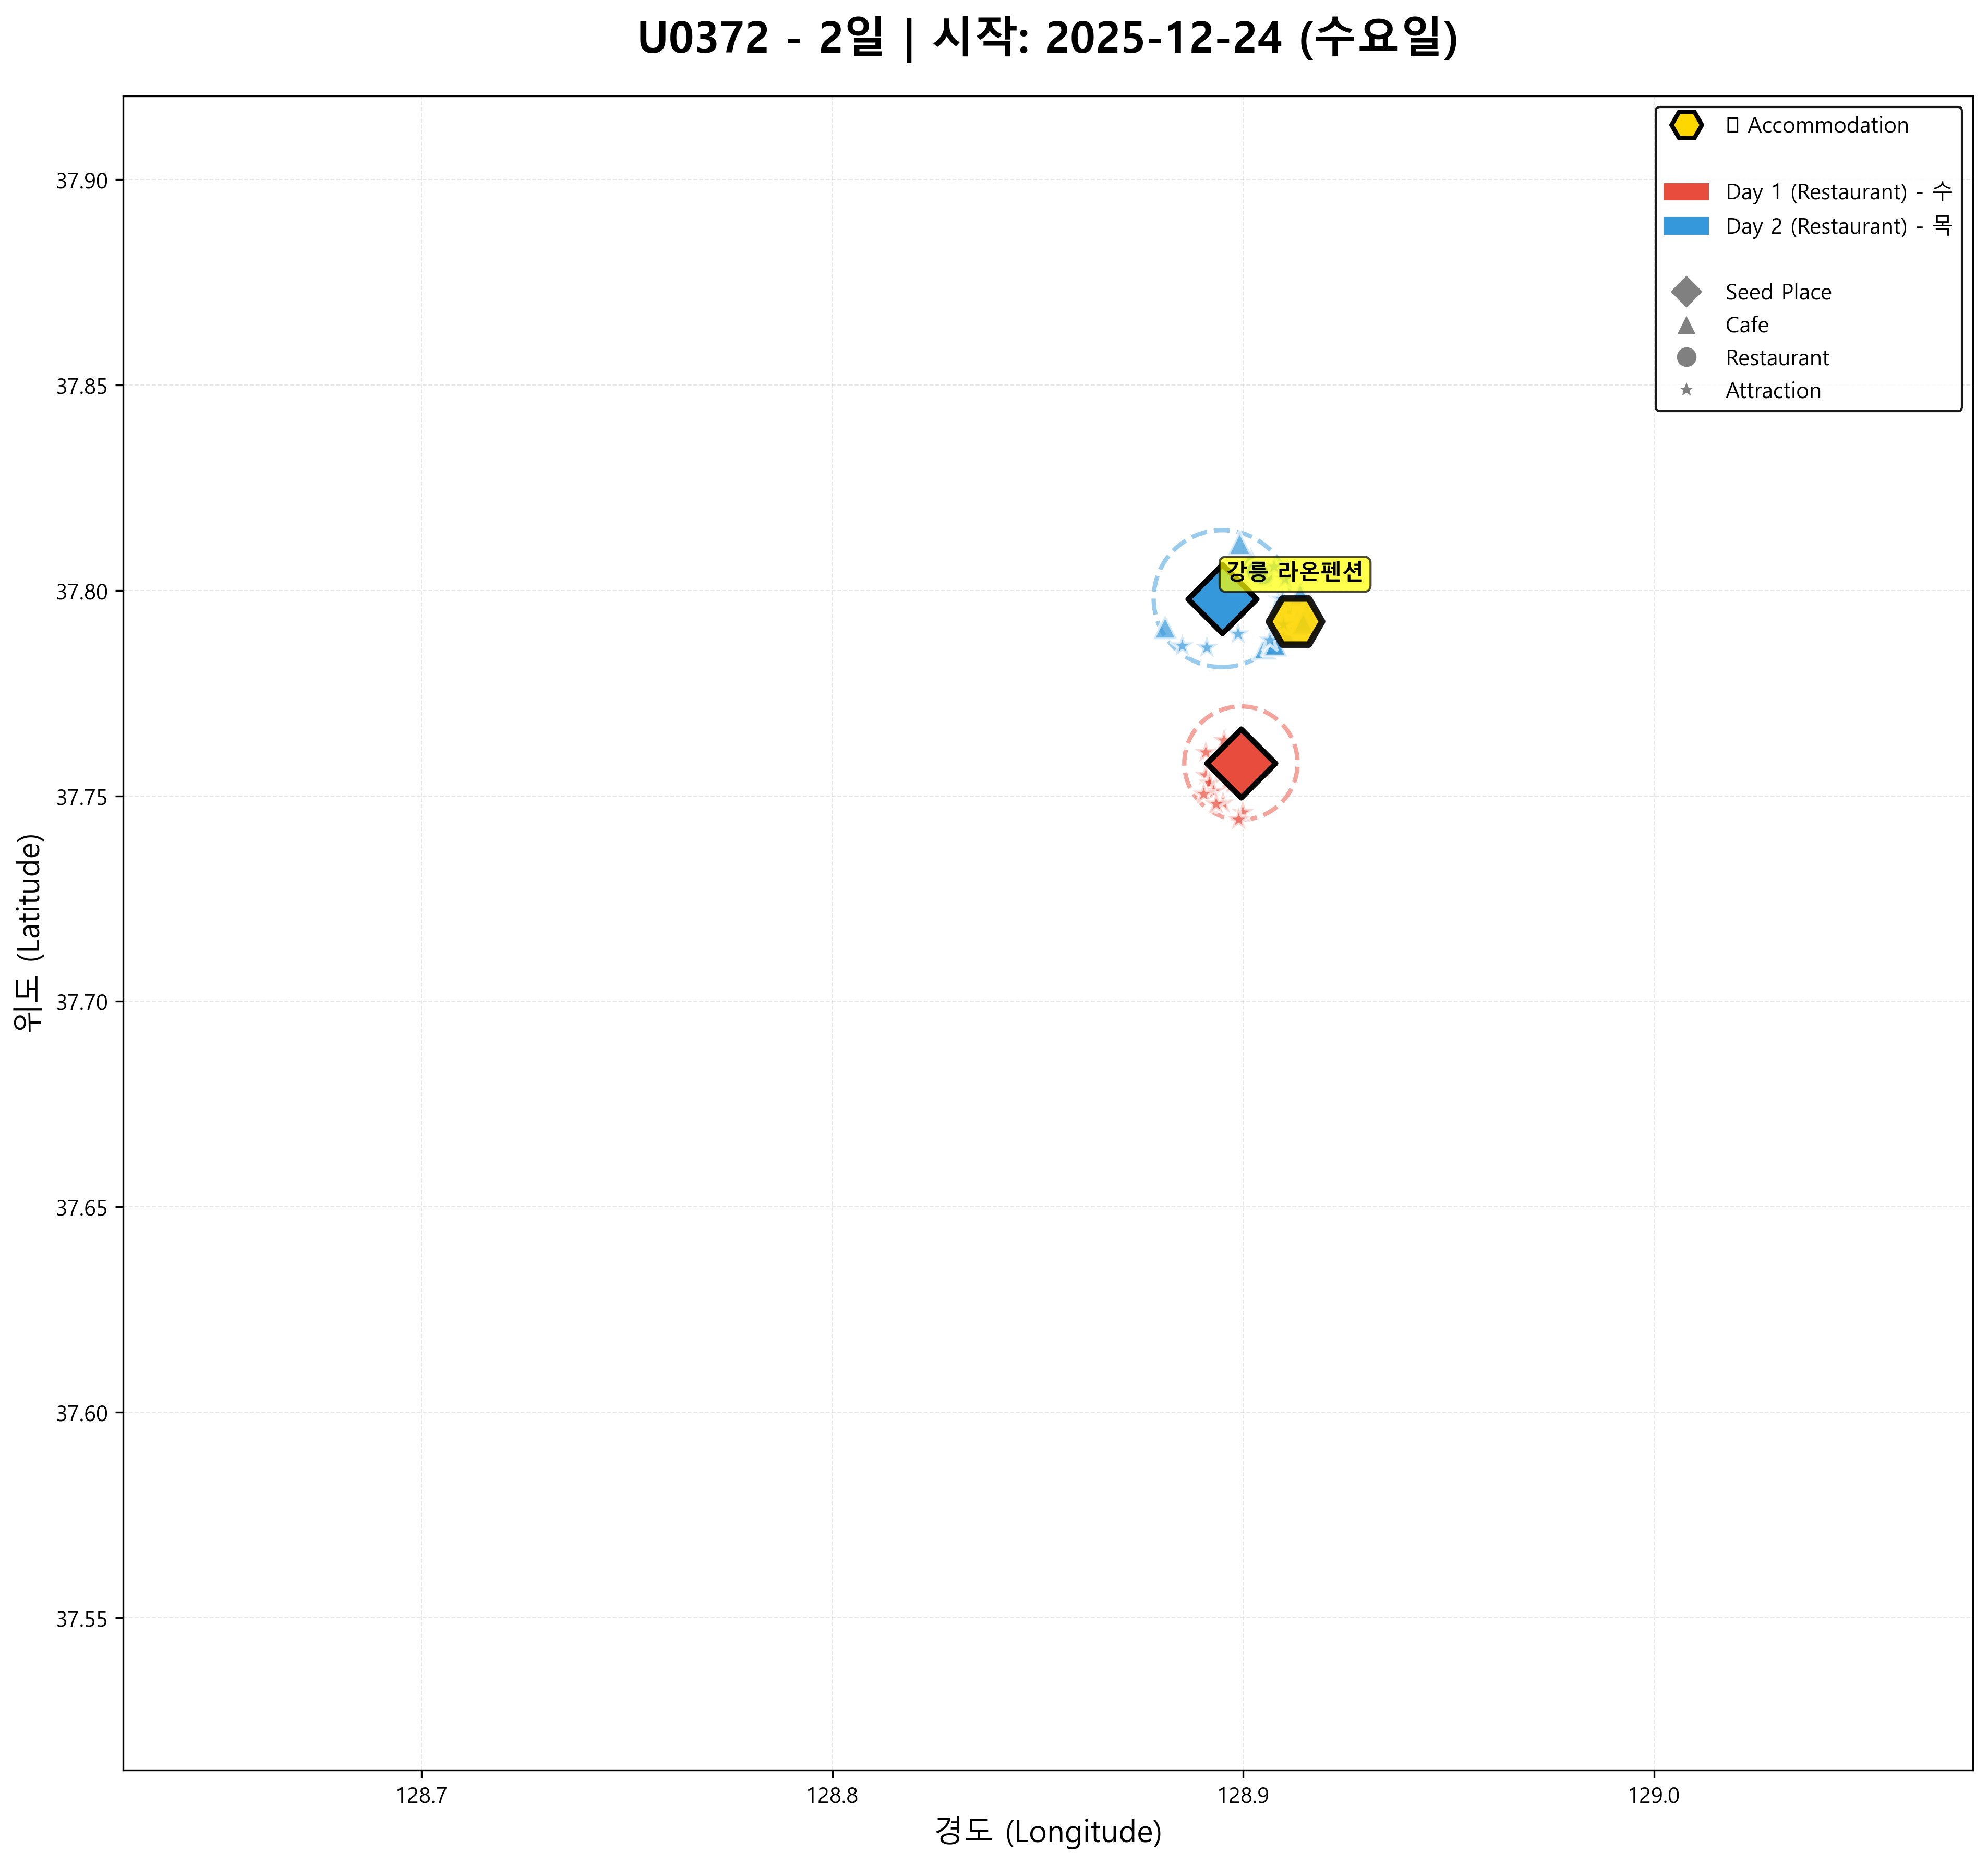 U0372 - 2일 | 시작: 2025-12-24 (수요일)
Accommodation
Day 1 (Restaurant) - 수
Day 2 (Restaurant) - 목
Seed Place
Cafe
Restaurant
Attraction
37.90
37.85
37.80
37.75
37.70
37.65
37.60
37.55
강릉 라온펜션
위도 (Latitude)
128.7
128.8
128.9
129.0
경도 (Longitude)